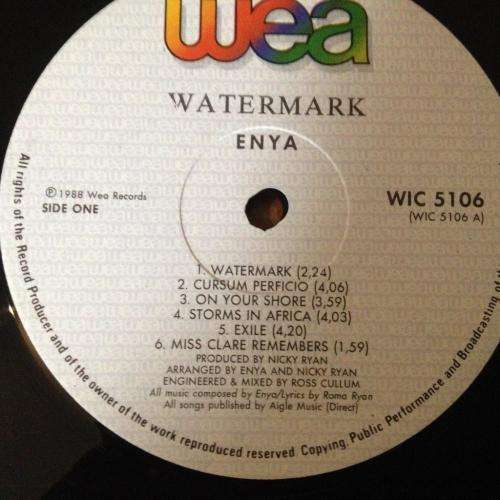 wea
WATERMARK
ENYA
℗1988 Wea Records
SIDE ONE
WIC 5106
(WIC 5106 A)
1. WATERMARK (2,24)
2. CURSUM PERFICIO (4,06)
3. ON YOUR SHORE (3,59)
4. STORMS IN AFRICA (4,03)
5. EXILE (4,20)
6. MISS CLARE REMEMBERS (1,59)
PRODUCED BY NICKY RYAN
ARRANGED BY ENYA AND NICKY RYAN
ENGINEERED & MIXED BY ROSS CULLUM
All music composed by Enya/Lyrics by Roma Ryan
All songs published by Aigle Music (Direct)
All rights of the Record Producer and of the owner of the work reproduced reserved. Copying, Public Performance and Broadcasting of